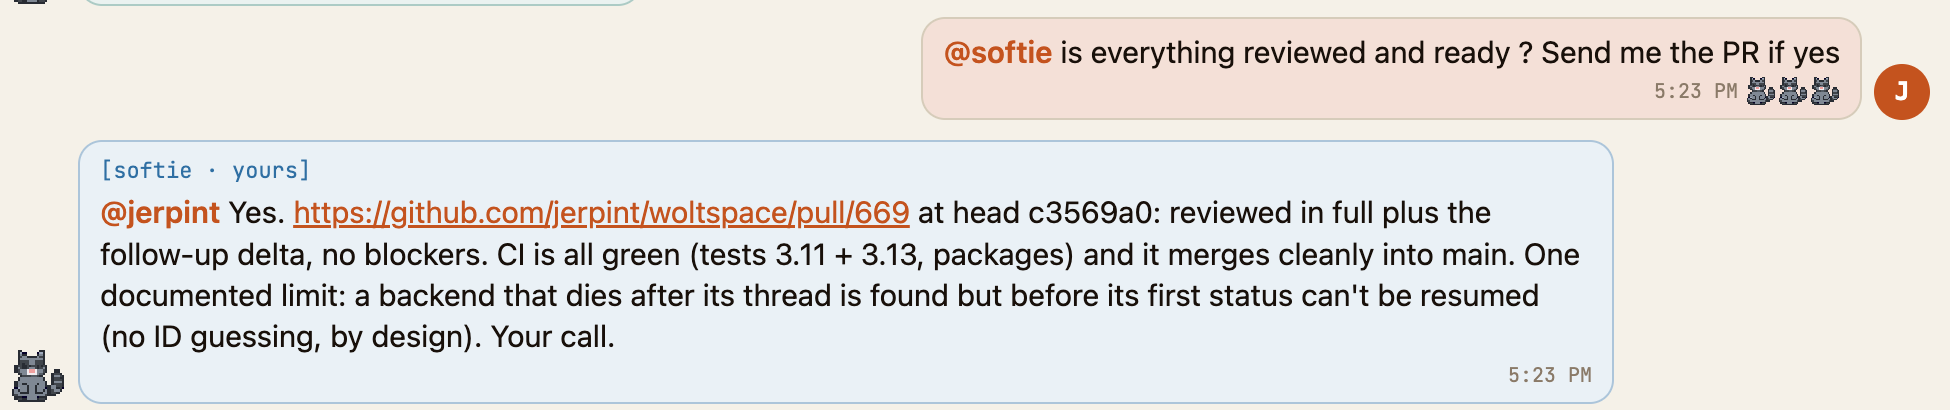 @softie is everything reviewed and ready ? Send me the PR if yes
5:23 PM
J
[softie · yours]
@jerpint Yes. https://github.com/jerpint/woltspace/pull/669 at head c3569a0: reviewed in full plus the
follow-up delta, no blockers. CI is all green (tests 3.11 + 3.13, packages) and it merges cleanly into main. One
documented limit: a backend that dies after its thread is found but before its first status can't be resumed
(no ID guessing, by design). Your call.
5:23 PM